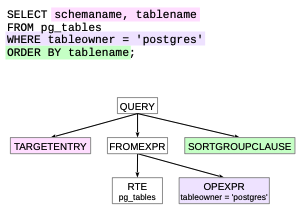 SELECT schemaname, tablename
FROM pg_tables
WHERE tableowner = 'postgres'
ORDER BY tablename;
QUERY
TARGETENTRY
FROMEXPR
SORTGROUPCLAUSE
RTE
pg_tables
OPEXPR
tableowner = 'postgres'